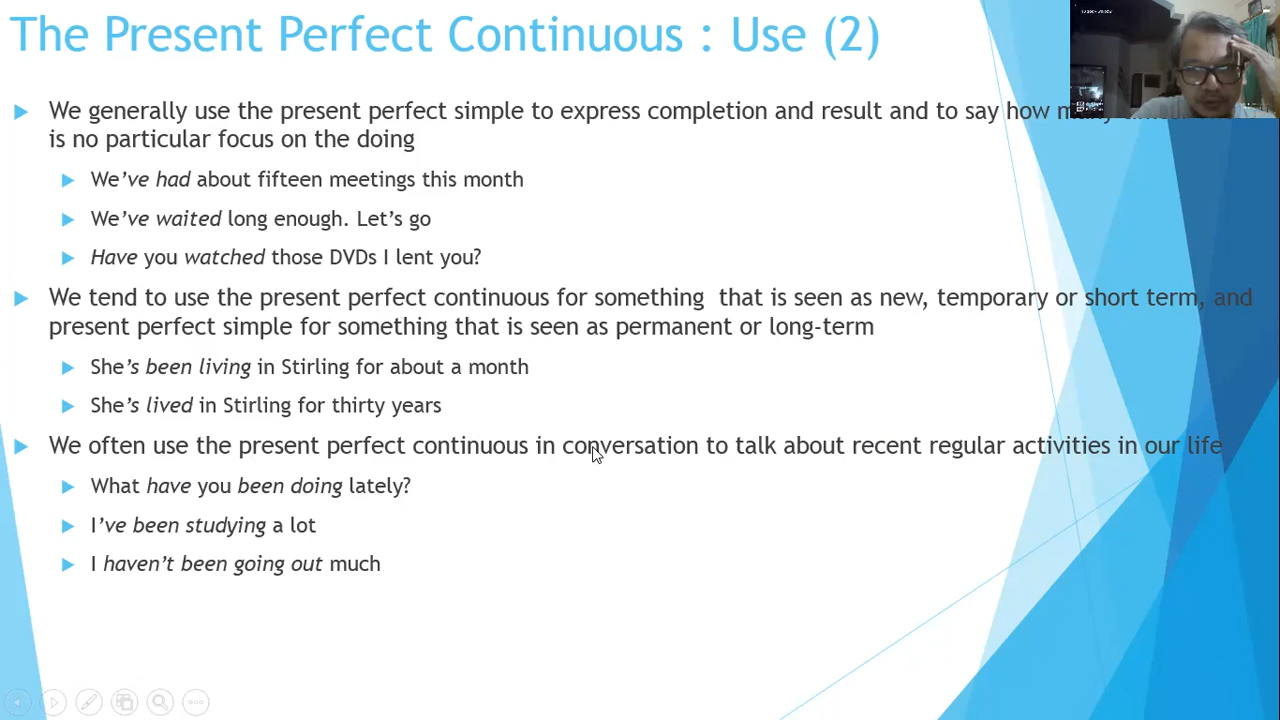 The Present Perfect Continuous : Use (2)
We generally use the present perfect simple to express completion and result and to say how
is no particular focus on the doing
We've had about fifteen meetings this month
We've waited long enough. Let's go
Have you watched those DVDs I lent you?
We tend to use the present perfect continuous for something that is seen as new, temporary or short term, and
present perfect simple for something that is seen as permanent or long-term
She's been living in Stirling for about a month
She's lived in Stirling for thirty years
We often use the present perfect continuous in conversation to talk about recent regular activities in our life
What have you been doing lately?
I've been studying a lot
I haven't been going out much